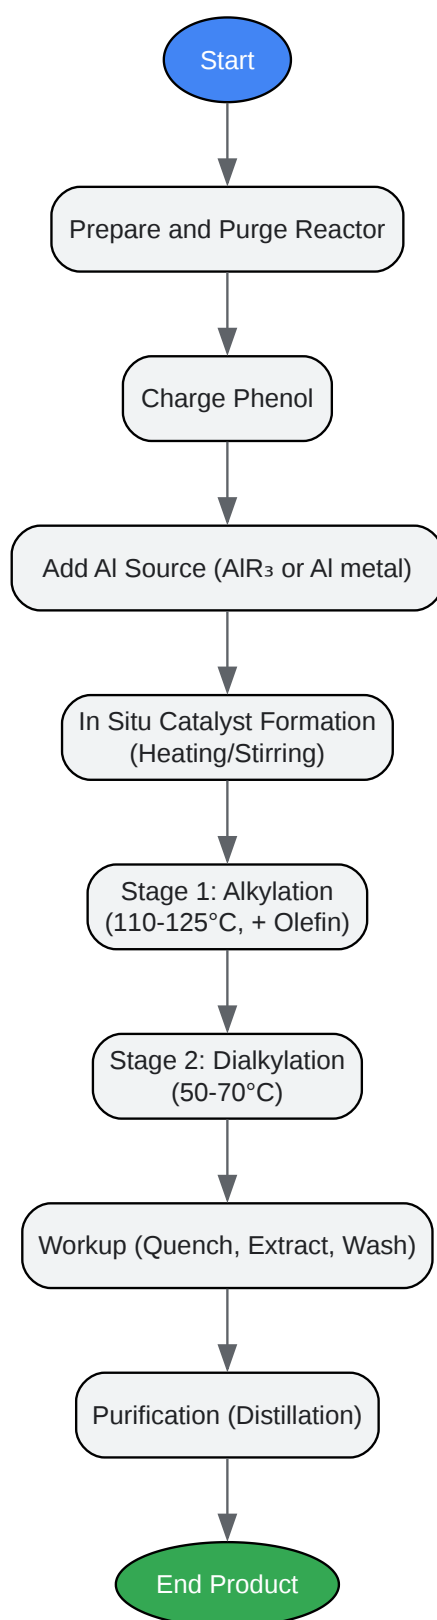 Start
Prepare and Purge Reactor
Charge Phenol
Add Al Source (AlR₃ or Al metal)
In Situ Catalyst Formation
(Heating/Stirring)
Stage 1: Alkylation
(110-125°C, + Olefin)
Stage 2: Dialkylation
(50-70°C)
Workup (Quench, Extract, Wash)
Purification (Distillation)
End Product